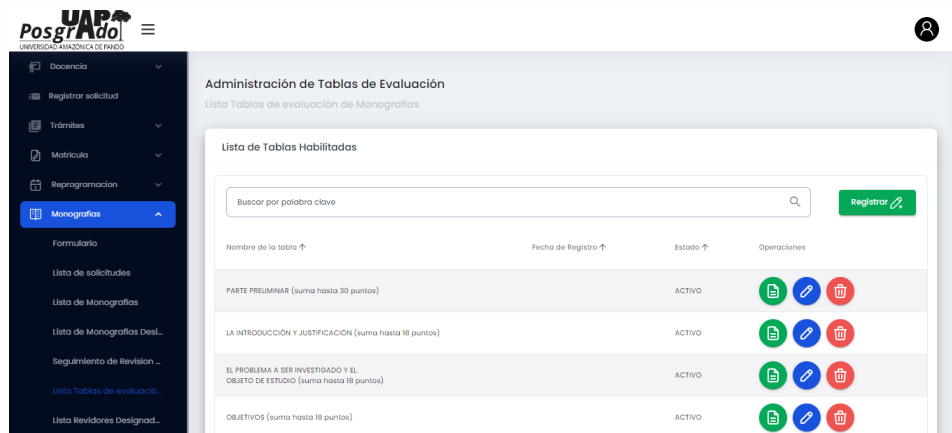 UAP
Posgrado
UNIVERSIDAD AMAZÓNICA DE PANDO
Docencia
Registrar solicitud
Trámites
Matricula
Reprogramacion
Monografias
Formulario
Lista de solicitudes
Lista de Monografias
Lista de Monografias Desi...
Seguimiento de Revision ...
Lista Tablas de evaluació...
Lista Revidores Designad...
Administración de Tablas de Evaluación
Lista Tablas de evaluación de Monografias
Lista de Tablas Habilitadas
Buscar por palabra clave
Registrar
Nombre de la tabla ↑ Fecha de Registro ↑ Estado ↑ Operaciones
PARTE PRELIMINAR (suma hasta 30 puntos) ACTIVO
LA INTRODUCCIÓN Y JUSTIFICACIÓN (suma hasta 18 puntos) ACTIVO
EL PROBLEMA A SER INVESTIGADO Y EL
OBJETO DE ESTUDIO (suma hasta 18 puntos) ACTIVO
OBJETIVOS (suma hasta 18 puntos) ACTIVO